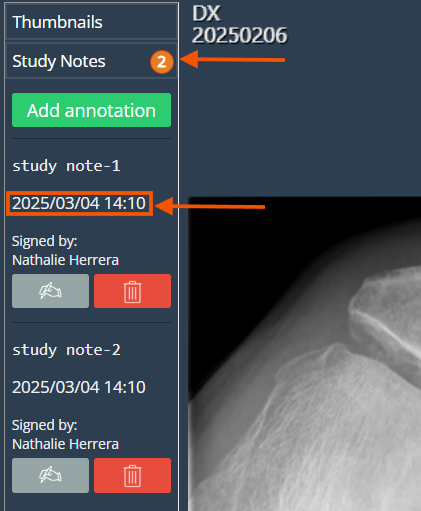 Thumbnails
Study Notes 2
Add annotation
study note-1
2025/03/04 14:10
Signed by:
Nathalie Herrera
study note-2
2025/03/04 14:10
Signed by:
Nathalie Herrera
DX
20250206